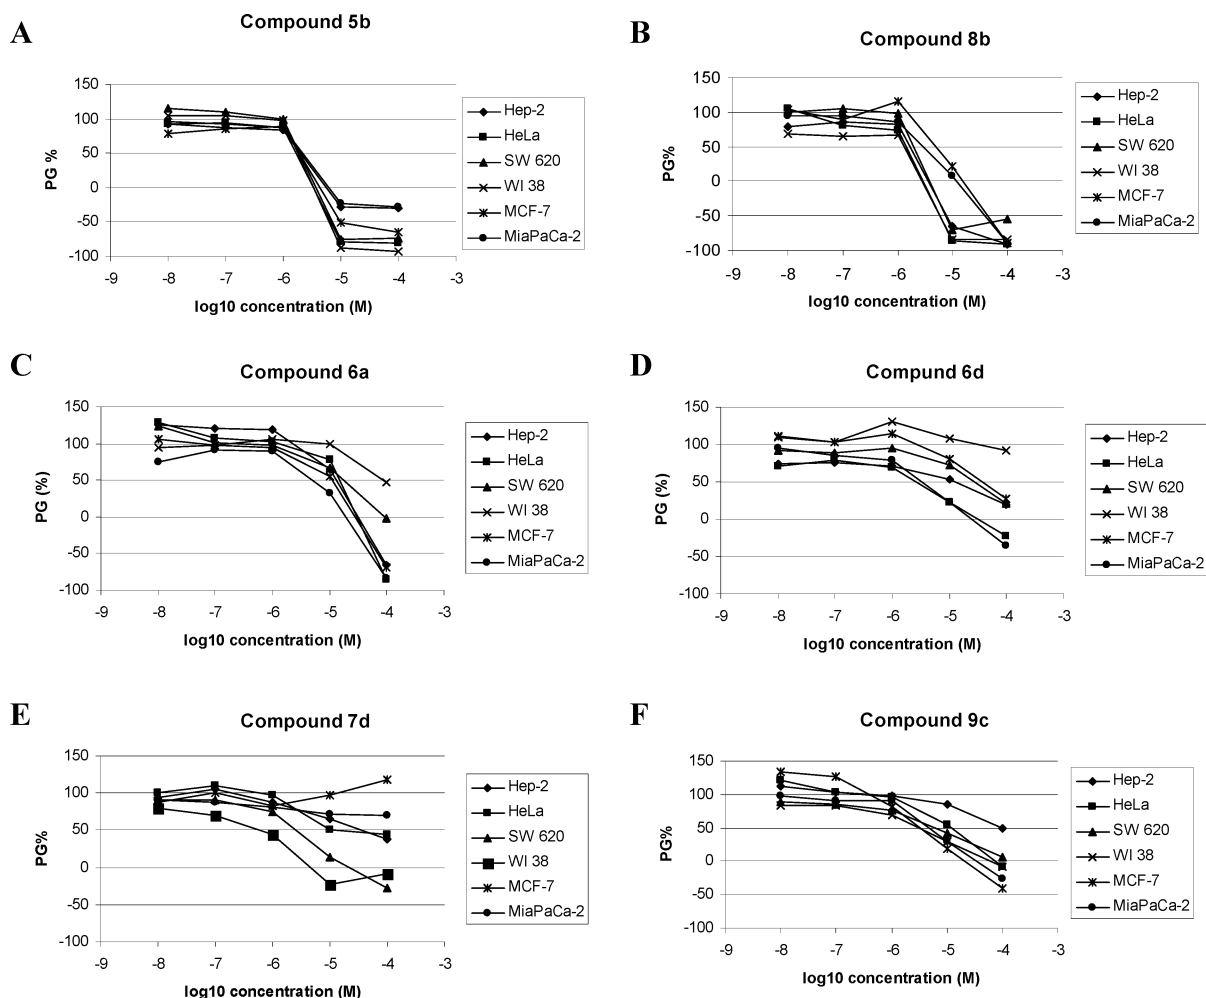 A
Compound 5b
PG %
150
100
50
0
-50
-100
-9 -8 -7 -6 -5 -4 -3
log10 concentration (M)
Hep-2
HeLa
SW 620
WI 38
MCF-7
MiaPaCa-2
B
Compound 8b
PG%
150
100
50
0
-50
-100
-9 -8 -7 -6 -5 -4 -3
log10 concentration (M)
Hep-2
HeLa
SW 620
WI 38
MCF-7
MiaPaCa-2
C
Compound 6a
PG (%)
150
100
50
0
-50
-100
-9 -8 -7 -6 -5 -4 -3
log10 concentration (M)
Hep-2
HeLa
SW 620
WI 38
MCF-7
MiaPaCa-2
D
Compound 6d
PG (%)
150
100
50
0
-50
-100
-9 -8 -7 -6 -5 -4 -3
log10 concentration (M)
Hep-2
HeLa
SW 620
WI 38
MCF-7
MiaPaCa-2
E
Compound 7d
PG%
150
100
50
0
-50
-100
-9 -8 -7 -6 -5 -4 -3
log10 concentration (M)
Hep-2
HeLa
SW 620
WI 38
MCF-7
MiaPaCa-2
F
Compound 9c
PG%
150
100
50
0
-50
-100
-9 -8 -7 -6 -5 -4 -3
log10 concentration (M)
Hep-2
HeLa
SW 620
WI 38
MCF-7
MiaPaCa-2